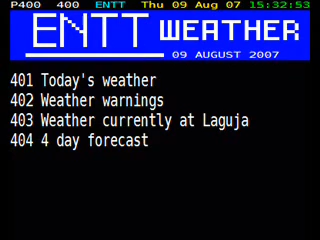 P400 400 ENTT Thu 09 Aug 07 15:32:53
ENTT WEATHER
09 AUGUST 2007
401 Today's weather
402 Weather warnings
403 Weather currently at Laguja
404 4 day forecast